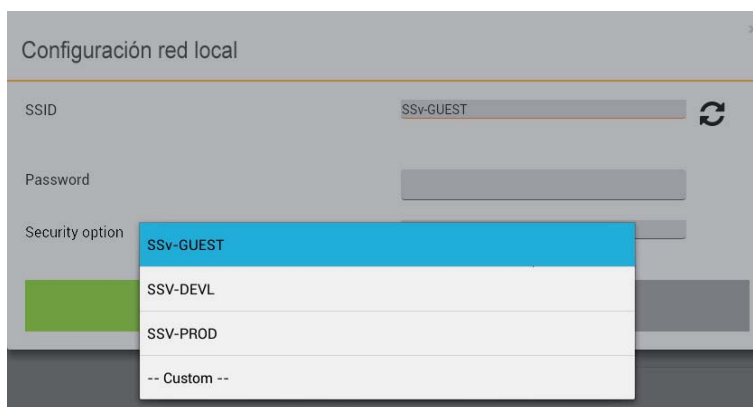 Configuración red local
SSID
SSv-GUEST
Password
Security option
SSv-GUEST
SSV-DEVL
SSV-PROD
-- Custom --